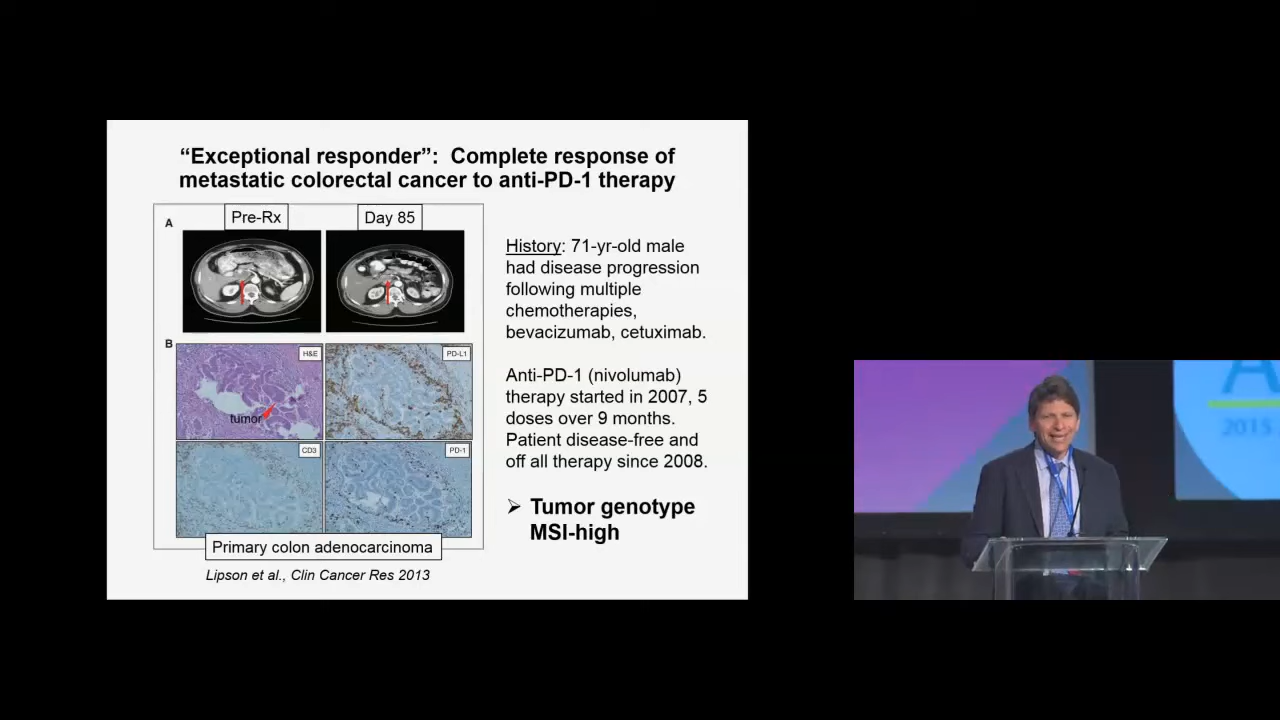 “Exceptional responder”: Complete response of
metastatic colorectal cancer to anti-PD-1 therapy
A
Pre-Rx
Day 85
B
H&E
PD-L1
tumor
CD3
PD-1
Primary colon adenocarcinoma
Lipson et al., Clin Cancer Res 2013
History: 71-yr-old male
had disease progression
following multiple
chemotherapies,
bevacizumab, cetuximab.
Anti-PD-1 (nivolumab)
therapy started in 2007, 5
doses over 9 months.
Patient disease-free and
off all therapy since 2008.
➢ Tumor genotype
MSI-high
A
2015